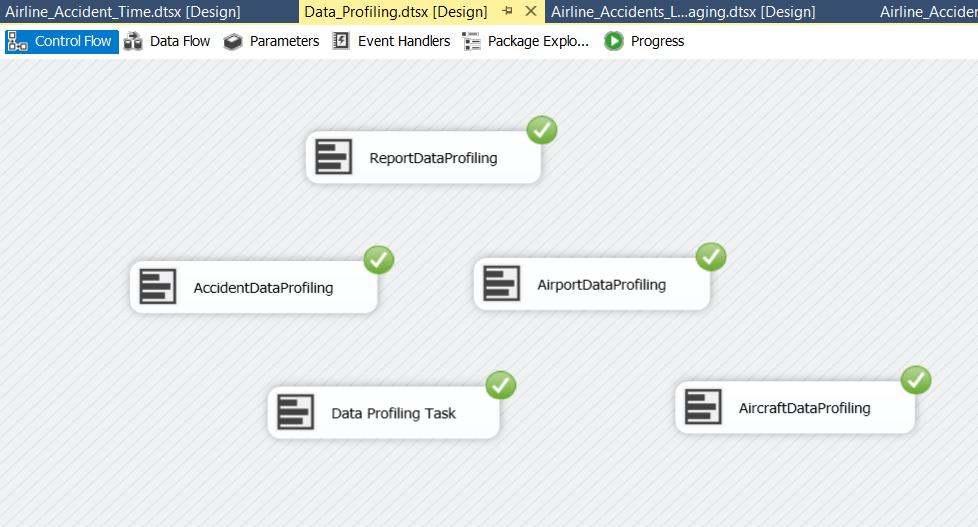 Airline_Accident_Time.dtsx [Design]
Data_Profiling.dtsx [Design]
Airline_Accidents_L...aging.dtsx [Design]
Airline_Acciden
Control Flow
Data Flow
Parameters
Event Handlers
Package Explo...
Progress
ReportDataProfiling
AccidentDataProfiling
AirportDataProfiling
Data Profiling Task
AircraftDataProfiling